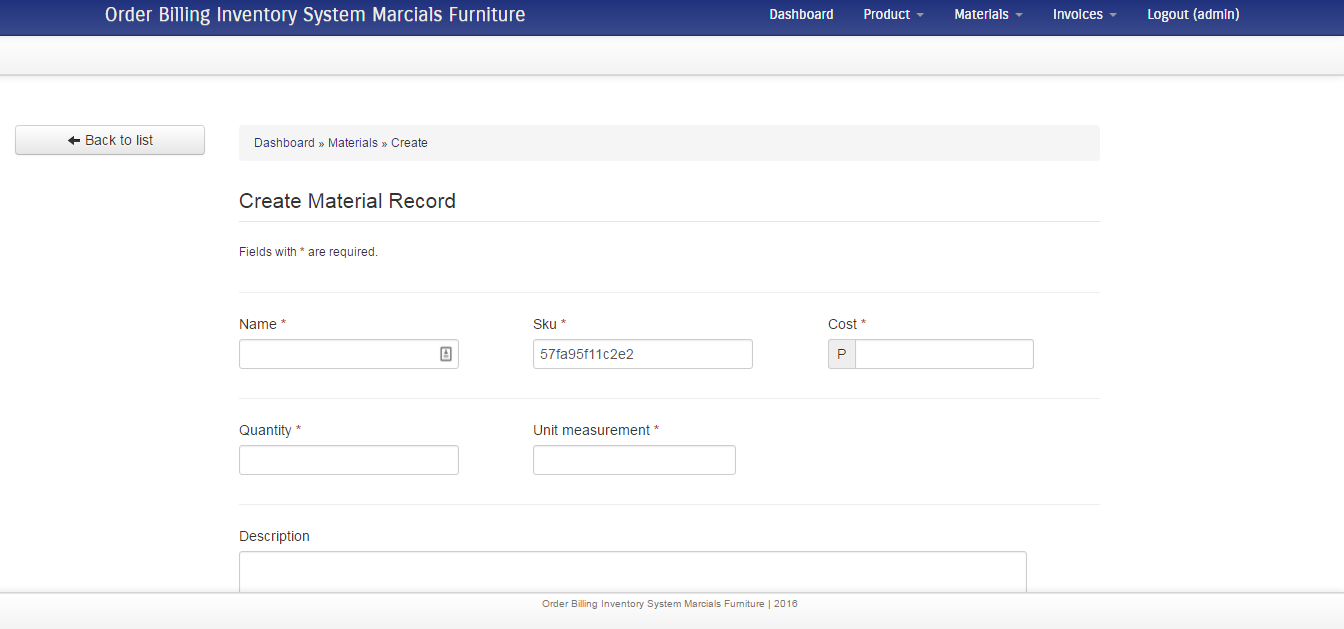 Order Billing Inventory System Marcials Furniture
Dashboard Product Materials Invoices Logout (admin)
Back to list
Dashboard » Materials » Create
Create Material Record
Fields with * are required.
Name * Sku * Cost *
57fa95f11c2e2 P
Quantity * Unit measurement *
Description
Order Billing Inventory System Marcials Furniture | 2016